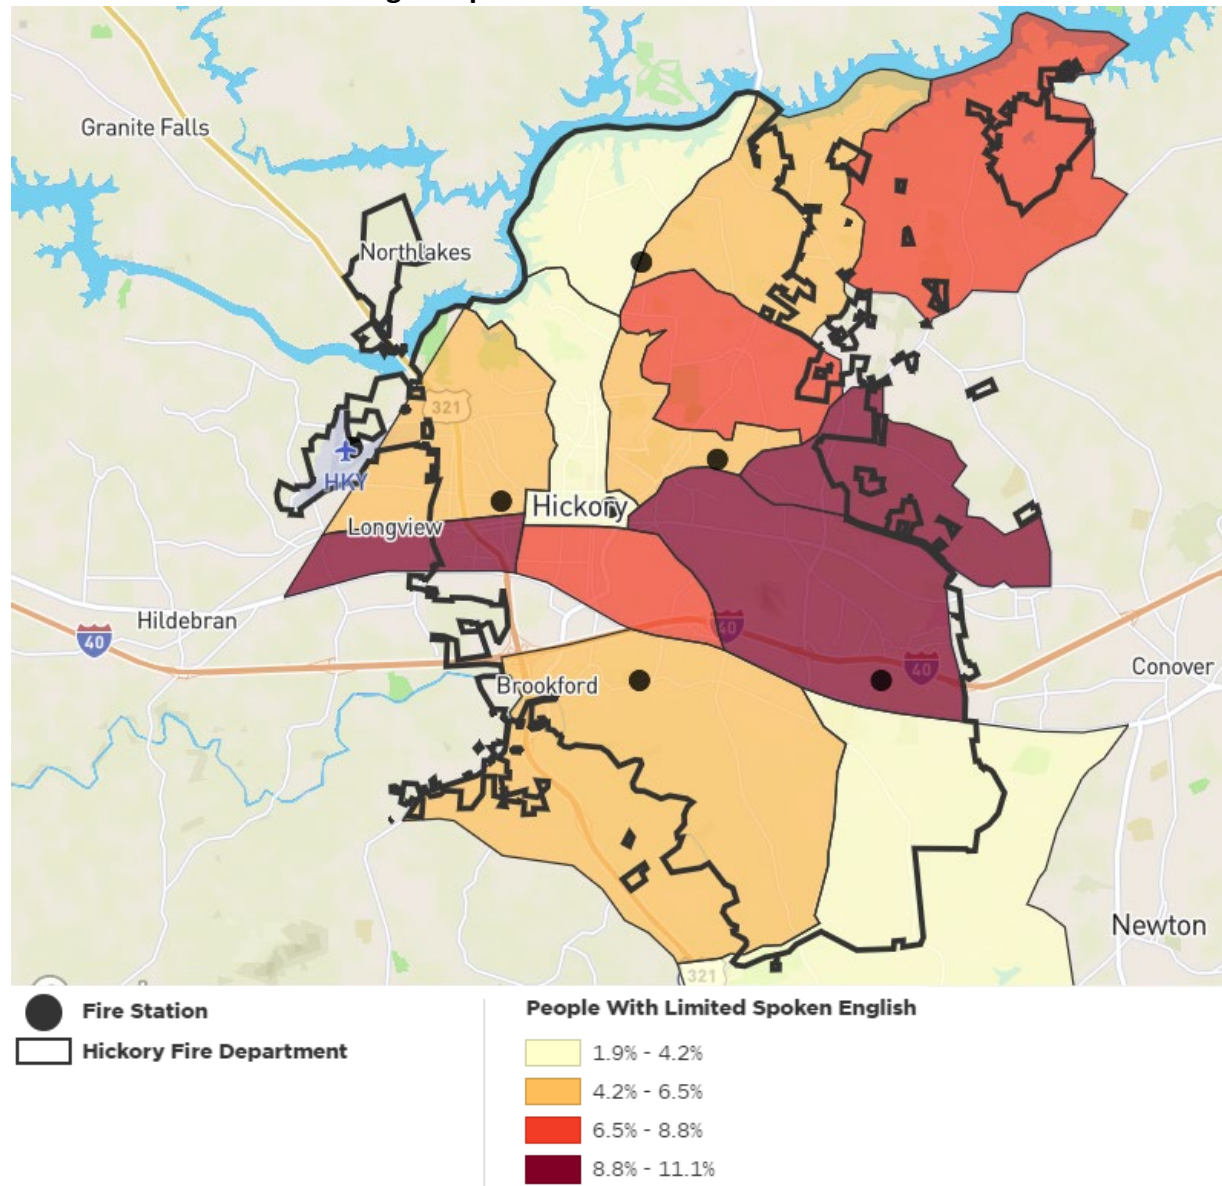 Granite Falls
Northlakes
321
HKY
Longview
Hickory
Hildebran
40
40
40
Conover
Brookford
Newton
321
Fire Station
Hickory Fire Department
People With Limited Spoken English
1.9% - 4.2%
4.2% - 6.5%
6.5% - 8.8%
8.8% - 11.1%